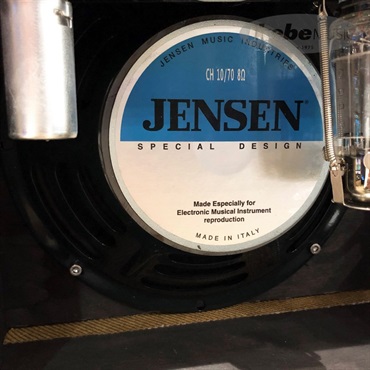 JENSEN MUSIC INDUSTRIES
CH 10/70 8Ω
JENSEN
SPECIAL DESIGN
Made Especially for
Electronic Musical Instrument
reproduction
MADE IN ITALY